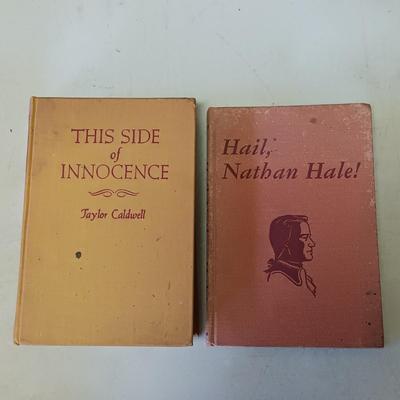 THIS SIDE
of
INNOCENCE
Taylor Caldwell
Hail,
Nathan Hale!